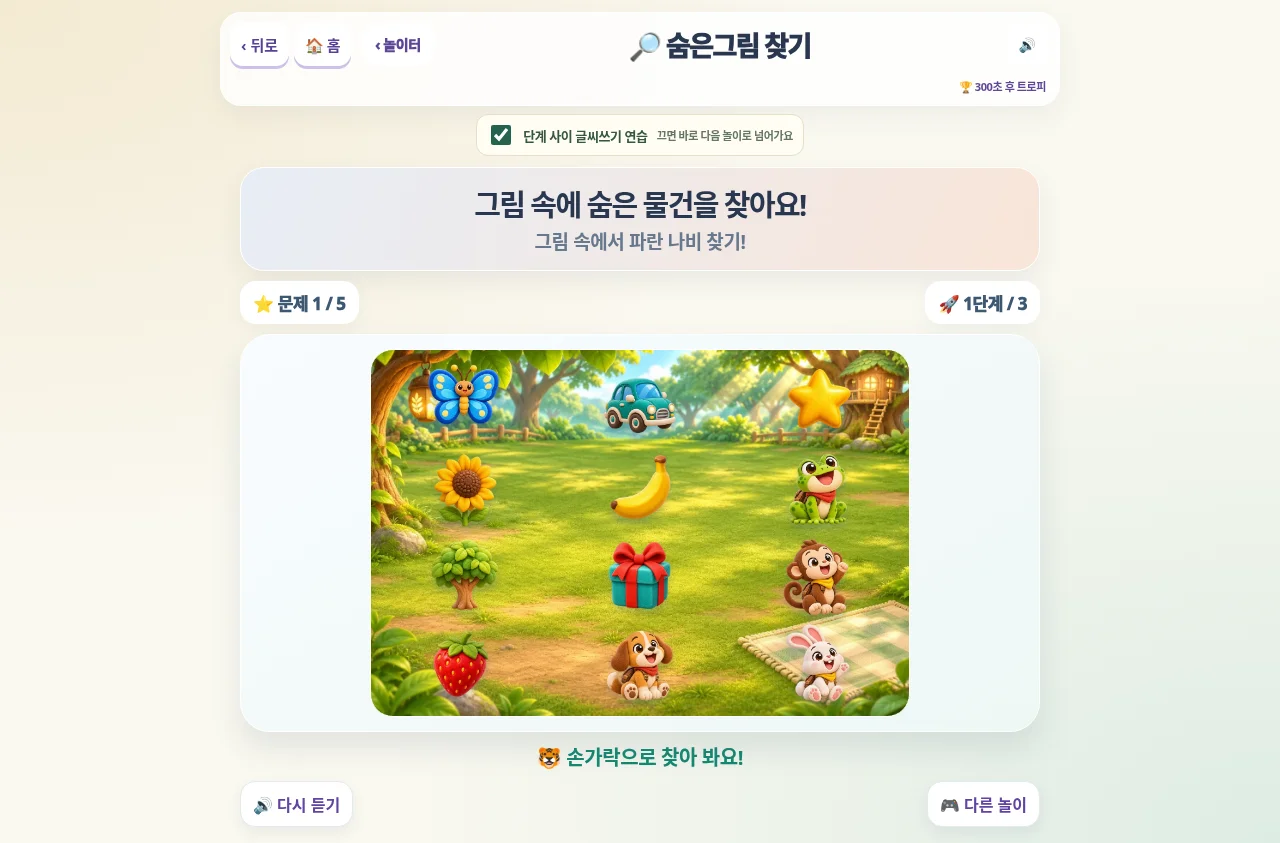 ‹ 뒤로 🏠 홈 ‹ 놀이터 🔎 숨은그림 찾기 🔊
🏆 300초 후 트로피
단계 사이 글씨쓰기 연습 끄면 바로 다음 놀이로 넘어가요
그림 속에 숨은 물건을 찾아요!
그림 속에서 파란 나비 찾기!
⭐ 문제 1 / 5 🚀 1단계 / 3
🐯 손가락으로 찾아 봐요!
🔊 다시 듣기 🎮 다른 놀이